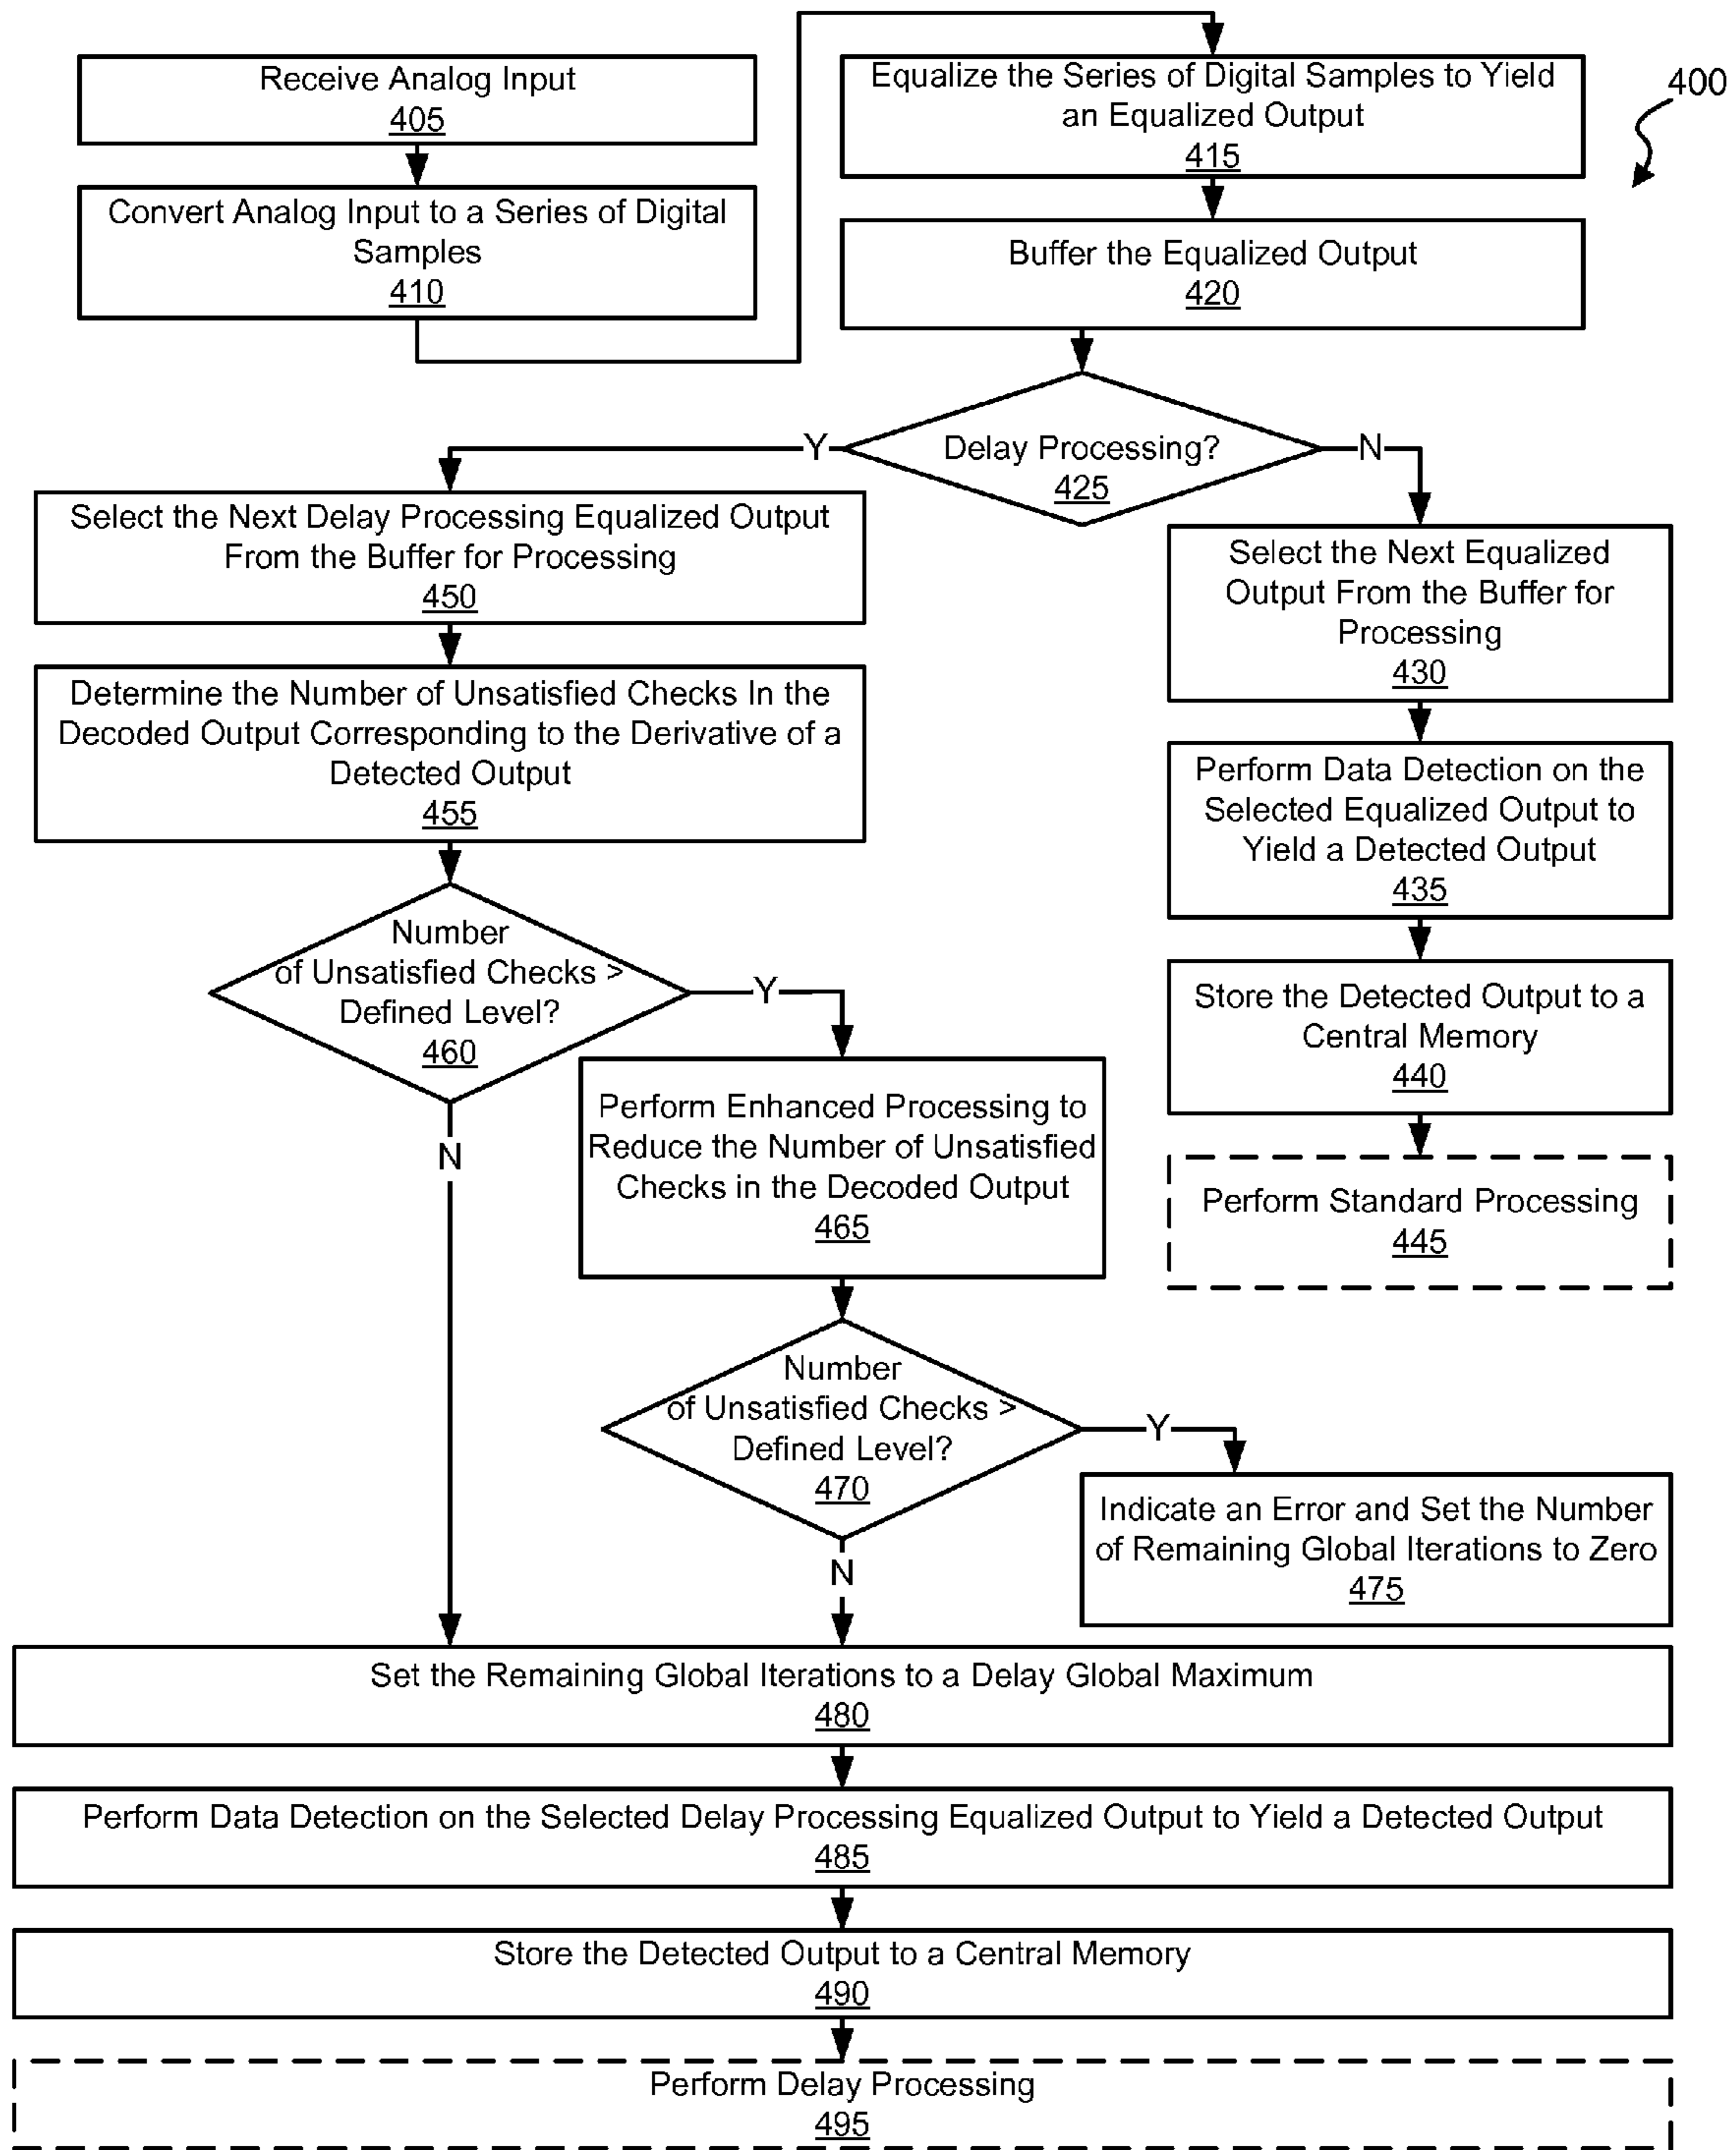 Receive Analog Input
405
Convert Analog Input to a Series of Digital
Samples
410
Equalize the Series of Digital Samples to Yield
an Equalized Output
415
400
Buffer the Equalized Output
420
Delay Processing?
425
Y
N
Select the Next Delay Processing Equalized Output
From the Buffer for Processing
450
Determine the Number of Unsatisfied Checks In the
Decoded Output Corresponding to the Derivative of a
Detected Output
455
Select the Next Equalized
Output From the Buffer for
Processing
430
Perform Data Detection on the
Selected Equalized Output to
Yield a Detected Output
435
Store the Detected Output to a
Central Memory
440
Perform Standard Processing
445
Number
of Unsatisfied Checks >
Defined Level?
460
Y
N
Perform Enhanced Processing to
Reduce the Number of Unsatisfied
Checks in the Decoded Output
465
Number
of Unsatisfied Checks >
Defined Level?
470
Y
N
Indicate an Error and Set the Number
of Remaining Global Iterations to Zero
475
Set the Remaining Global Iterations to a Delay Global Maximum
480
Perform Data Detection on the Selected Delay Processing Equalized Output to Yield a Detected Output
485
Store the Detected Output to a Central Memory
490
Perform Delay Processing
495